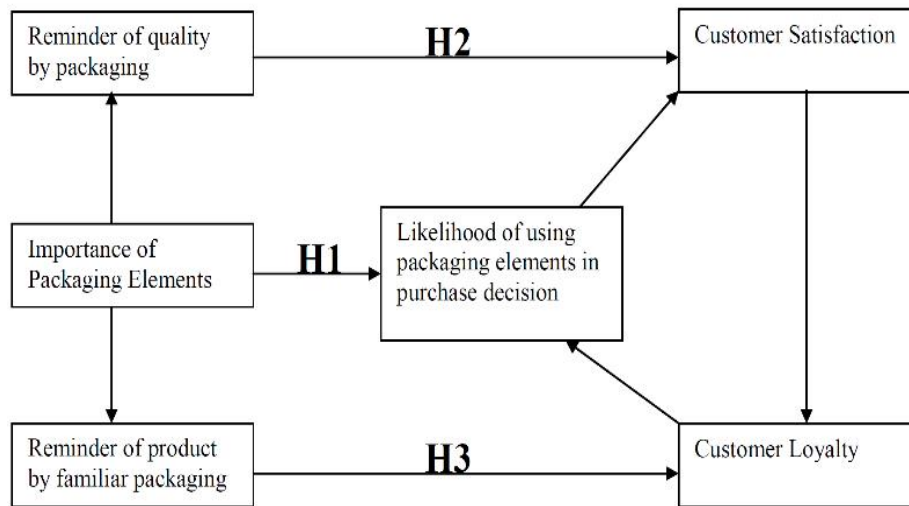 Reminder of quality
by packaging
H2
Customer Satisfaction
Importance of
Packaging Elements
H1
Likelihood of using
packaging elements in
purchase decision
Reminder of product
by familiar packaging
H3
Customer Loyalty